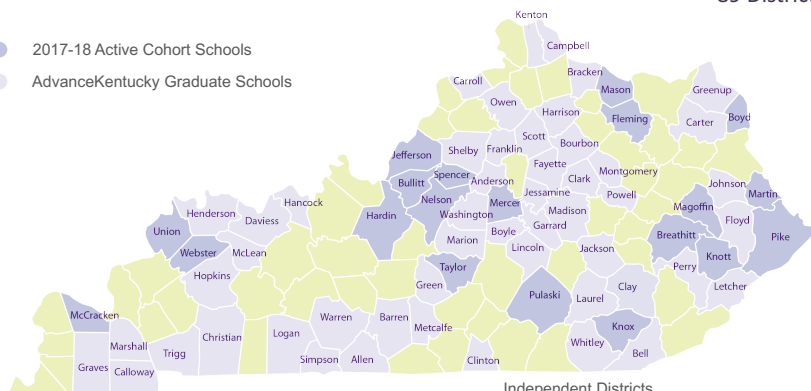 2017-18 Active Cohort Schools
AdvanceKentucky Graduate Schools
Kenton
Campbell
Bracken
Carroll
Mason
Greenup
Owen
Harrison
Fleming
Boyd
Carter
Scott
Bourbon
Jefferson
Shelby
Franklin
Fayette
Montgomery
Bullitt
Spencer
Anderson
Clark
Johnson
Martin
Jessamine
Powell
Nelson
Mercer
Magoffin
Hancock
Hardin
Washington
Madison
Floyd
Henderson
Daviess
Garrard
Union
Boyle
Breathitt
Pike
Marion
Lincoln
Jackson
Webster
McLean
Knott
Taylor
Perry
Hopkins
Green
Clay
Letcher
Pulaski
Laurel
McCracken
Warren
Barren
Knox
Metcalfe
Christian
Logan
Marshall
Whitley
Trigg
Simpson
Allen
Clinton
Bell
Graves
Calloway